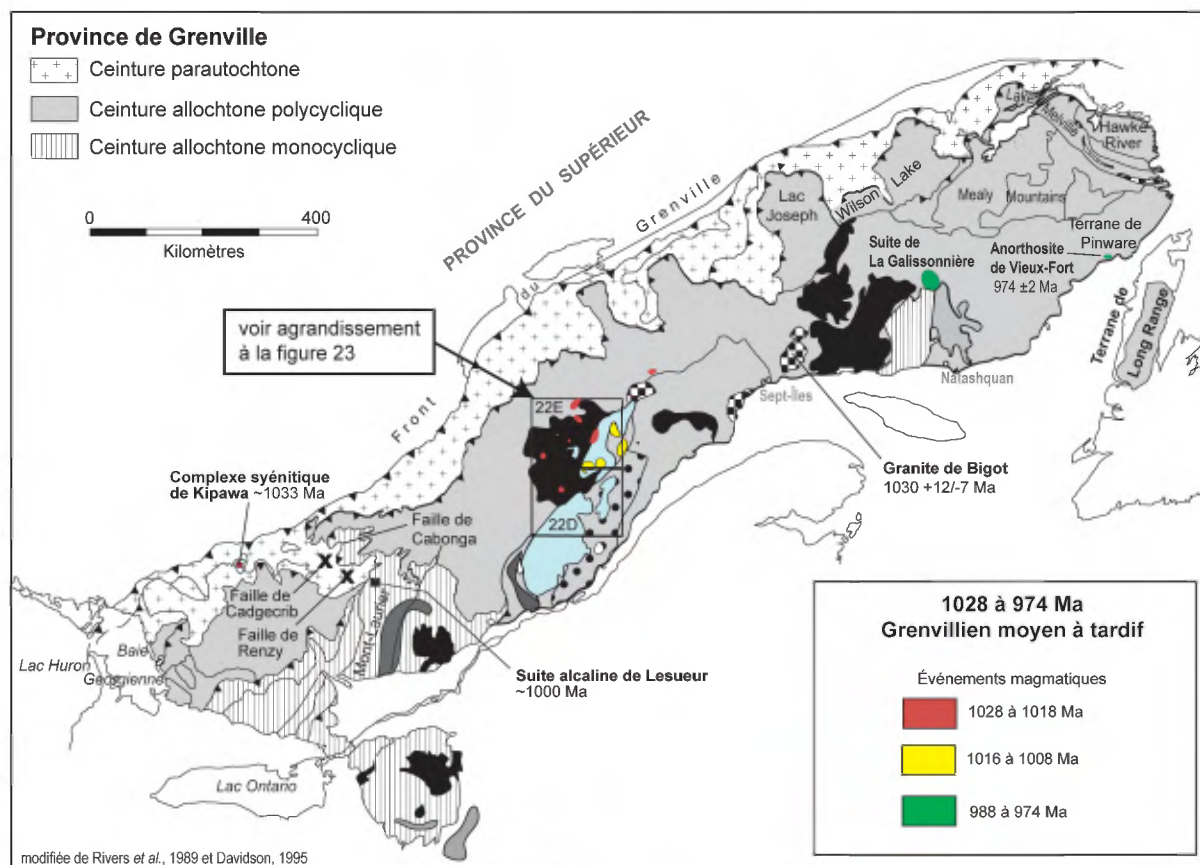 Province de Grenville
Ceinture parautochtone
Ceinture allochtone polycyclique
Ceinture allochtone monocyclique
0 400
Kilomètres
PROVINCE DU SUPÉRIEUR
Front du Grenville
voir agrandissement
à la figure 23
22E
22D
Lac
Joseph
Wilson Lake
Lake Melville
Hawke
River
Mealy
Mountains
Terrane de
Pinware
Suite de
La Galissonnière
Anorthosite
de Vieux-Fort
974 ±2 Ma
Terrane de
Long Range
Natashquan
Sept-Îles
Granite de Bigot
1030 +12/-7 Ma
Complexe syénitique
de Kipawa ~1033 Ma
Faille de
Cabonga
Faille de
Cadgecrib
Faille de
Renzy
Mont-Laurier
Suite alcaline de Lesueur
~1000 Ma
Lac Huron
Baie
Géorgienne
Lac Ontario
1028 à 974 Ma
Grenvillien moyen à tardif
Événements magmatiques
1028 à 1018 Ma
1016 à 1008 Ma
988 à 974 Ma
modifiée de Rivers et al., 1989 et Davidson, 1995